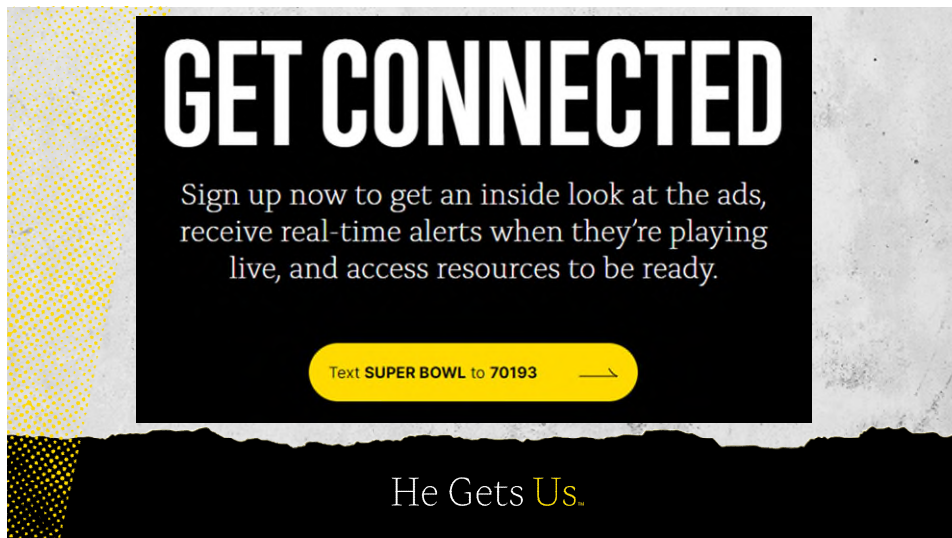 GET CONNECTED
Sign up now to get an inside look at the ads,
receive real-time alerts when they’re playing
live, and access resources to be ready.
Text SUPER BOWL to 70193
He Gets Us™